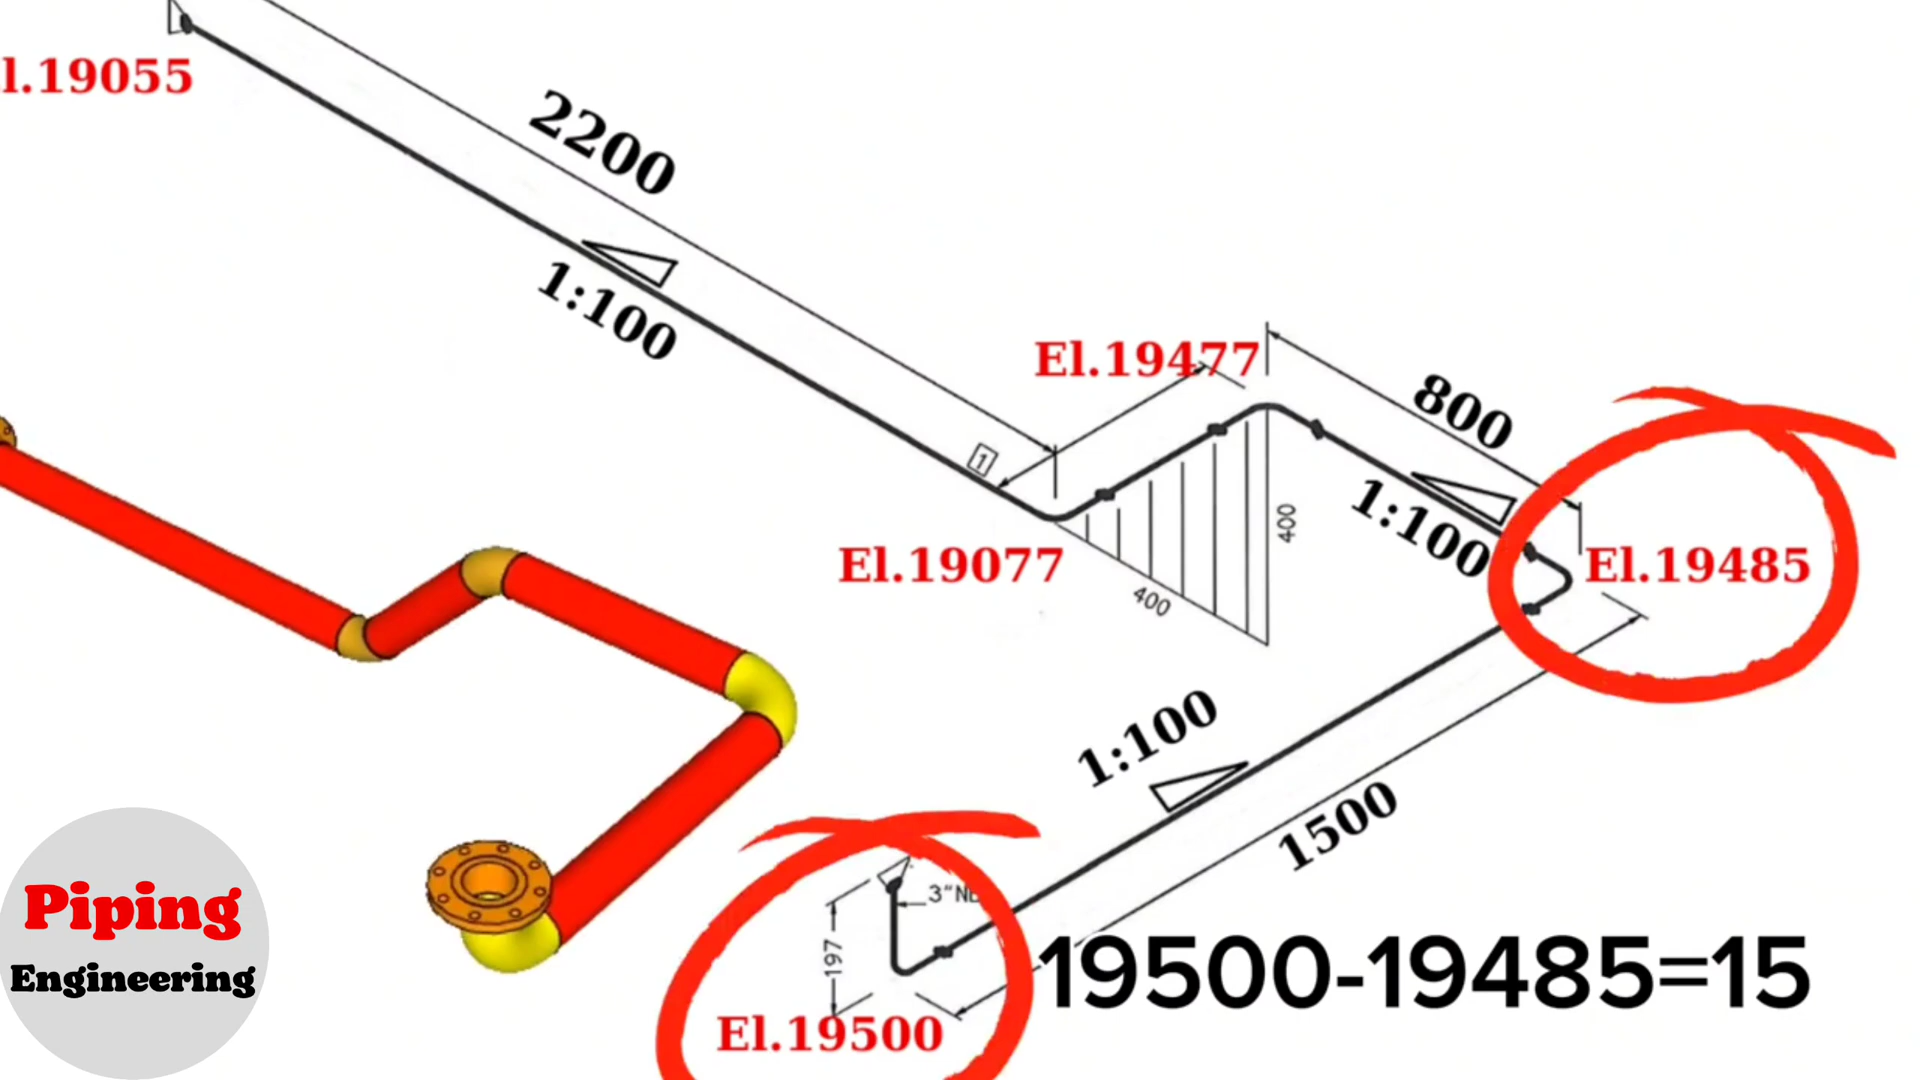 l.19055
2200
1:100
El.19477
800
1
400
1:100
El.19485
El.19077
400
1:100
1500
3"N
197
19500-19485=15
El.19500
Piping
Engineering